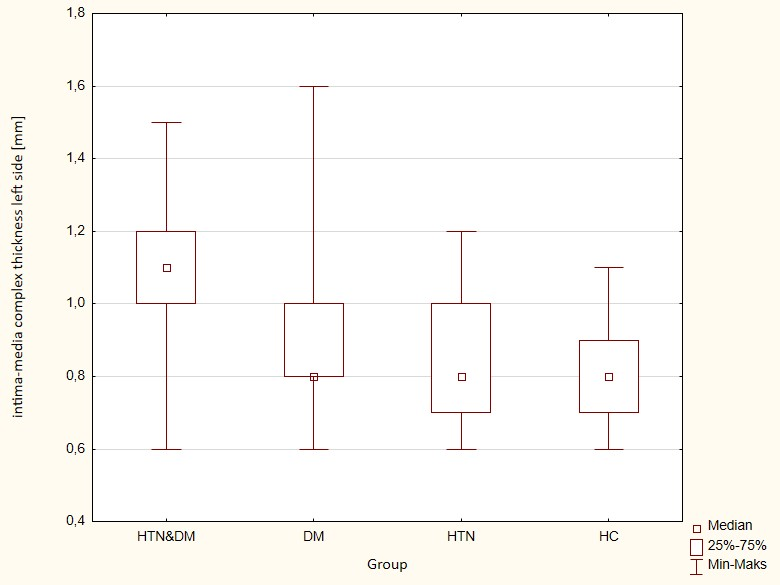 intima-media complex thickness left side [mm]
1,8
1,6
1,4
1,2
1,0
0,8
0,6
0,4
HTN&DM DM HTN HC
Group
Median
25%-75%
Min-Maks